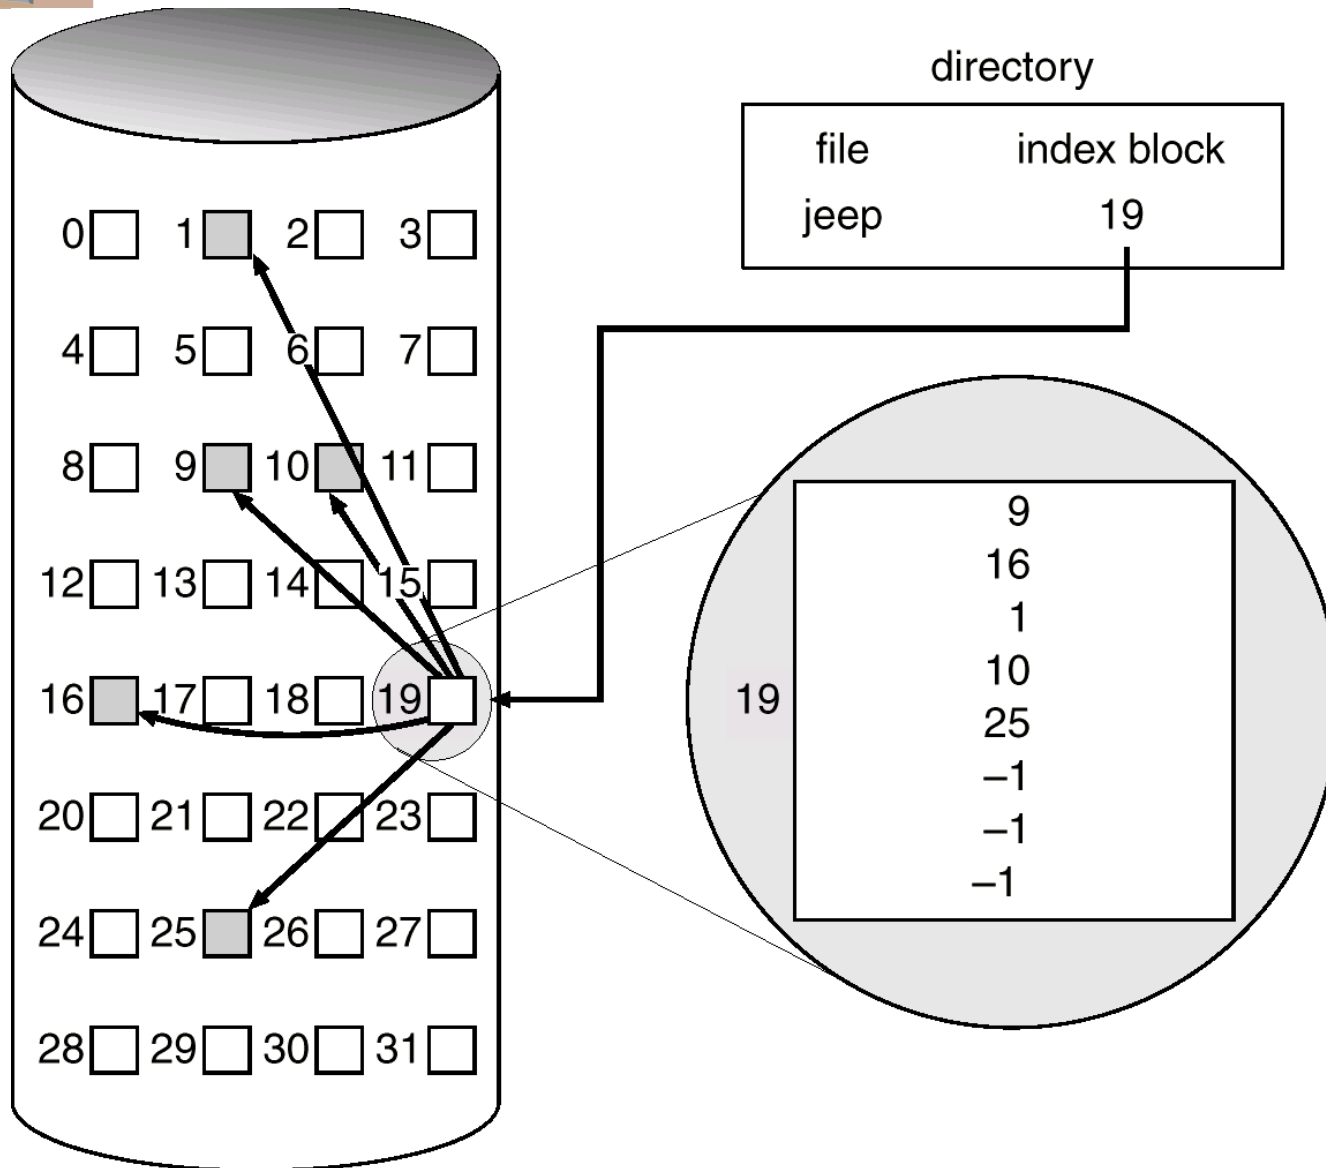 directory
file index block
jeep 19
0 1 2 3
4 5 6 7
8 9 10 11
12 13 14 15
16 17 18 19
20 21 22 23
24 25 26 27
28 29 30 31
19
9
16
1
10
25
–1
–1
–1